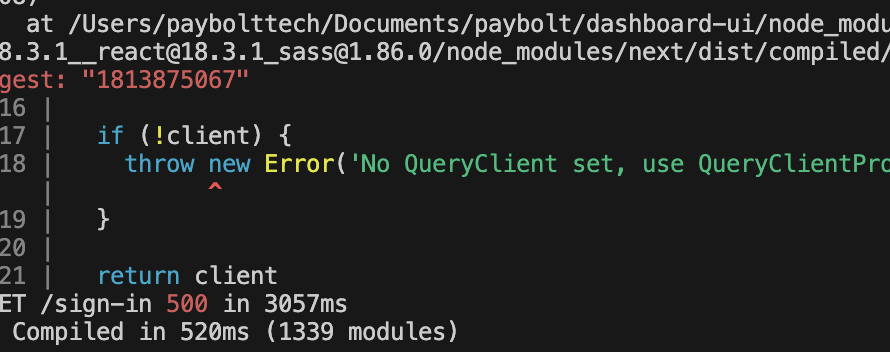 at /Users/paybolttech/Documents/paybolt/dashboard-ui/node_modu
8.3.1__react@18.3.1_sass@1.86.0/node_modules/next/dist/compiled/
gest: "1813875067"
16 |
17 |   if (!client) {
18 |     throw new Error('No QueryClient set, use QueryClientPro
|           ^
19 |   }
20 |
21 |   return client
ET /sign-in 500 in 3057ms
Compiled in 520ms (1339 modules)